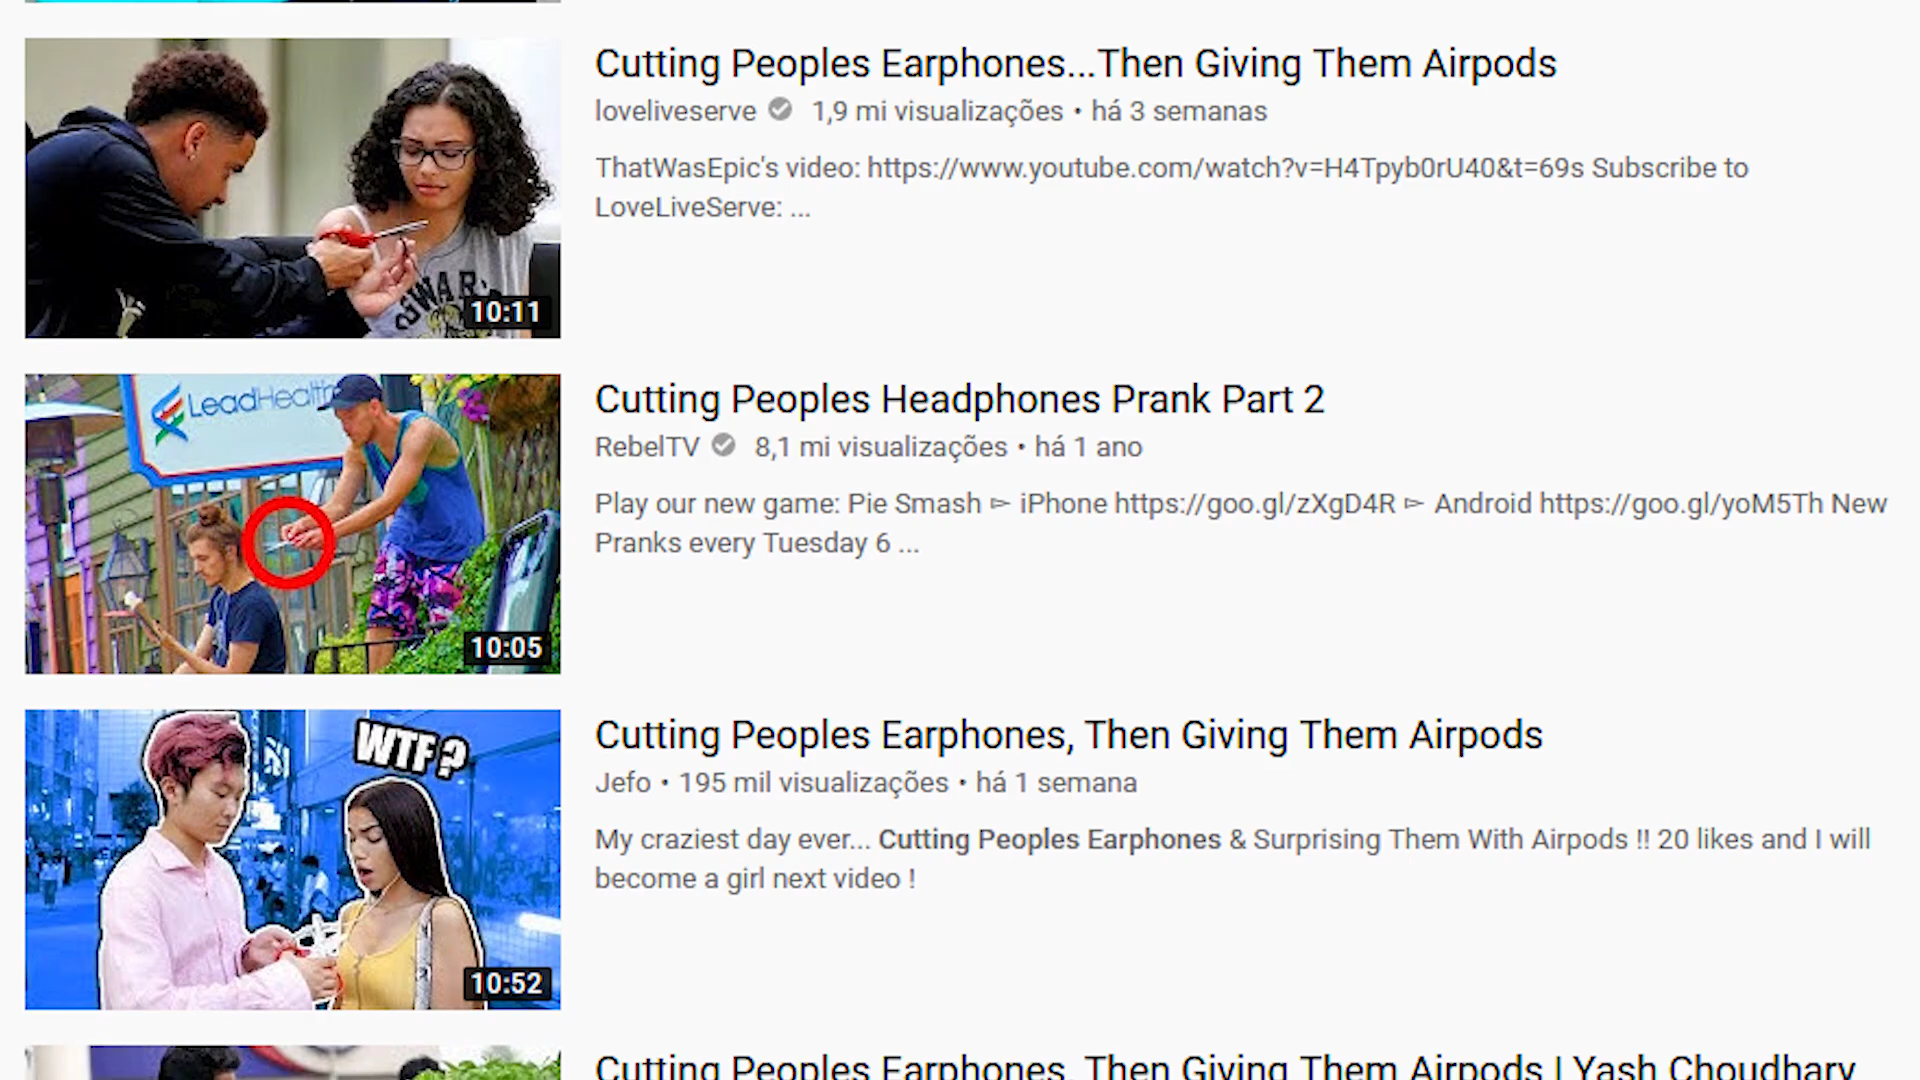 Cutting Peoples Earphones...Then Giving Them Airpods
loveliveserve 1,9 mi visualizações • há 3 semanas
ThatWasEpic's video: https://www.youtube.com/watch?v=H4Tpyb0rU40&t=69s Subscribe to
LoveLiveServe: ...
10:11
LeadHealth
Cutting Peoples Headphones Prank Part 2
RebelTV 8,1 mi visualizações • há 1 ano
Play our new game: Pie Smash ► iPhone https://goo.gl/zXgD4R ► Android https://goo.gl/yoM5Th New
Pranks every Tuesday 6 ...
10:05
WTF?
Cutting Peoples Earphones, Then Giving Them Airpods
Jefo • 195 mil visualizações • há 1 semana
My craziest day ever... Cutting Peoples Earphones & Surprising Them With Airpods !! 20 likes and I will
become a girl next video !
10:52
Cutting Peoples Earphones, Then Giving Them Airpods | Yash Choudhary